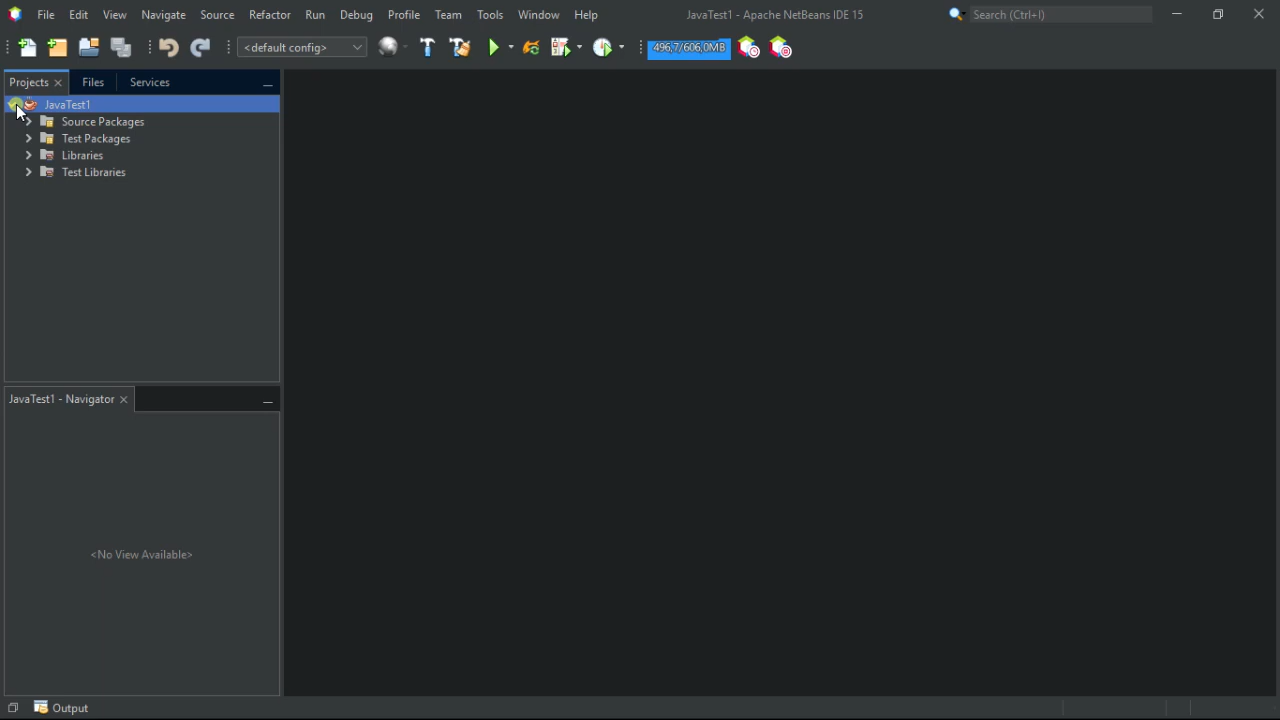 File Edit View Navigate Source Refactor Run Debug Profile Team Tools Window Help JavaTest1 - Apache NetBeans IDE 15 Search (Ctrl+I)
<default config> 496,7/606,0MB
Projects Files Services
JavaTest1
Source Packages
Test Packages
Libraries
Test Libraries
JavaTest1 - Navigator
<No View Available>
Output